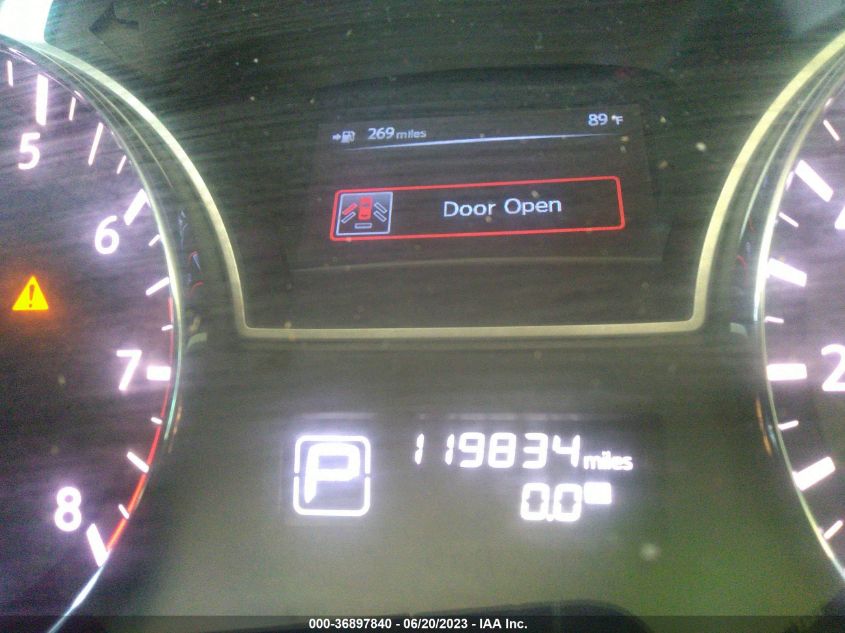 269 miles
89 °F
Door Open
5
6
7
8
2
P
119834 miles
0.0
000-36897840 - 06/20/2023 - IAA Inc.